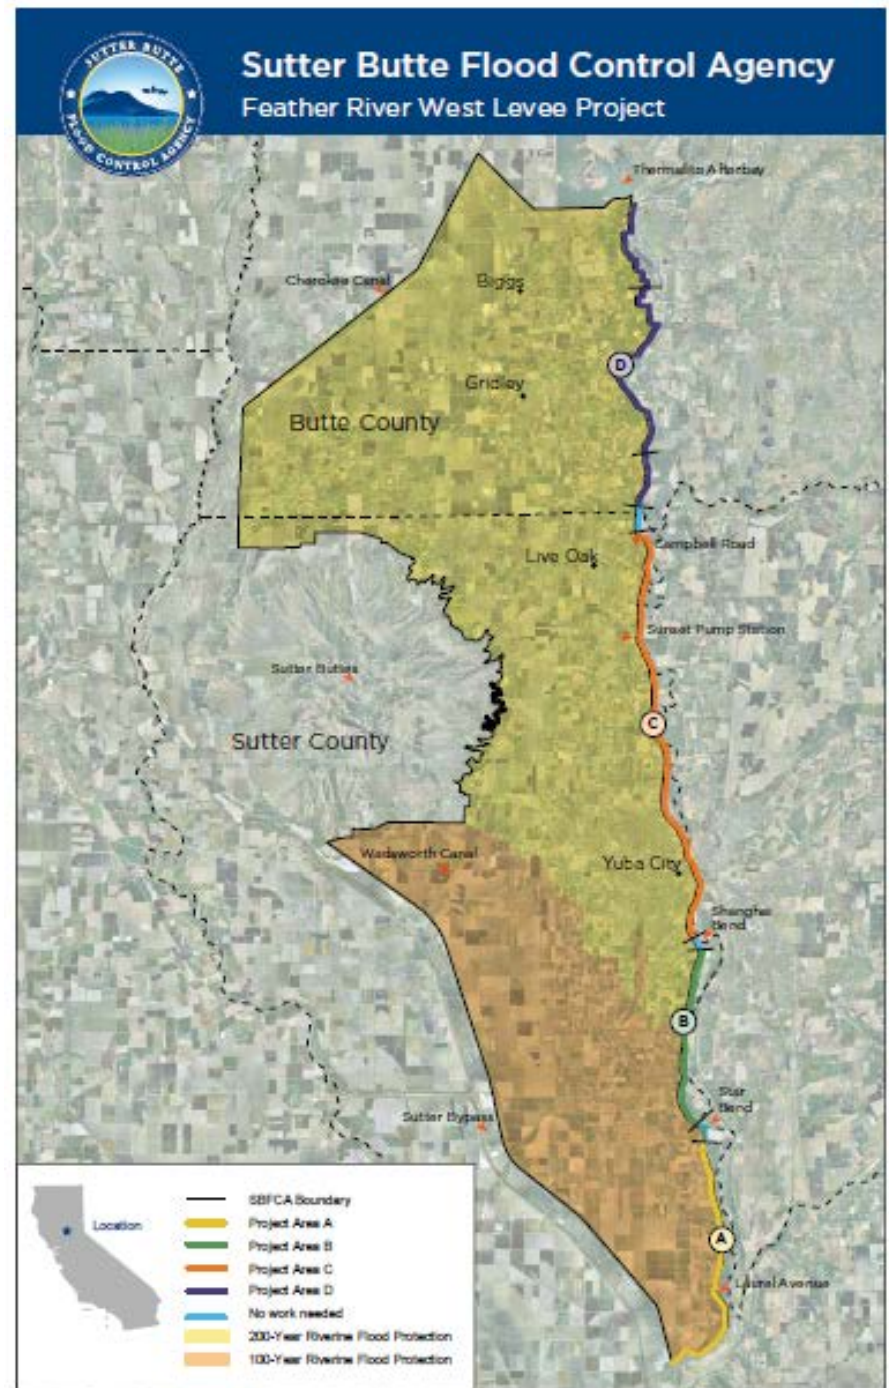 SUTTER BUTTE
FLOOD CONTROL AGENCY
Sutter Butte Flood Control Agency
Feather River West Levee Project
Thermalito Afterbay
Cherokee Canal
Biggs
D
Gridley
Butte County
Campbell Road
Live Oak
Sunset Pump Station
Sutter Buttes
C
Sutter County
Wadsworth Canal
Yuba City
Shanghai
Bend
B
Star
Bend
Sutter Bypass
A
Laurel Avenue
Location
SBFCA Boundary
Project Area A
Project Area B
Project Area C
Project Area D
No work needed
200-Year Riverine Flood Protection
100-Year Riverine Flood Protection